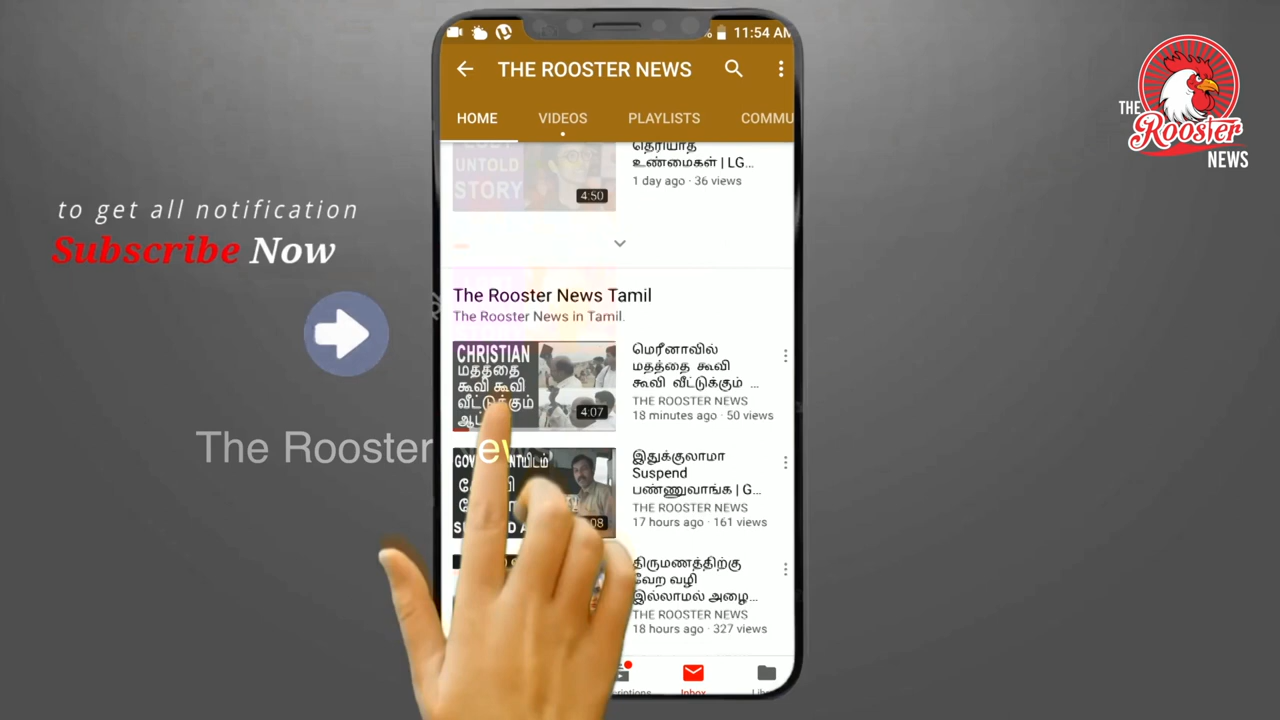 11:54 AM
THE ROOSTER NEWS
HOME VIDEOS PLAYLISTS COMMU
தெரியாத
உண்மைகள் | LG...
1 day ago · 36 views
UNTOLD
STORY
4:50
to get all notification
Subscribe Now
The Rooster
The Rooster News Tamil
The Rooster News in Tamil.
CHRISTIAN
மதத்தை
கூவி கூவி
வீட்டுக்கும்
4:07
மெரீனாவில்
மதத்தை கூவி
கூவி வீட்டுக்கும் ...
THE ROOSTER NEWS
18 minutes ago · 50 views
இதுக்குலாமா
Suspend
பண்ணுவாங்க | G...
THE ROOSTER NEWS
17 hours ago · 161 views
திருமணத்திற்கு
வேற வழி
இல்லாமல் அழை...
THE ROOSTER NEWS
18 hours ago · 327 views
Inbox
THE
Rooster
NEWS